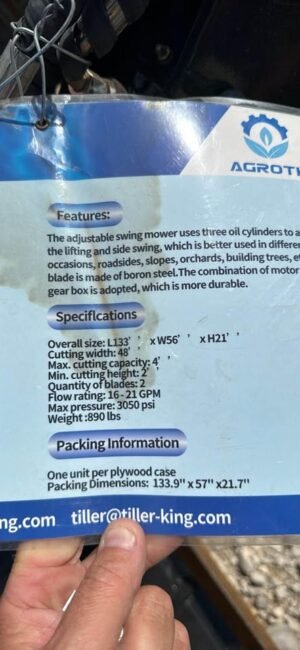 AGROTK
Features:
The adjustable swing mower uses three oil cylinders to a
the lifting and side swing, which is better used in differen
occasions, roadsides, slopes, orchards, building trees, et
blade is made of boron steel.The combination of motor
gear box is adopted, which is more durable.
Specifications
Overall size: L133’’ x W56’’ x H21’’
Cutting width: 48’’
Max. cutting capacity: 4’’
Min. cutting height: 2’’
Quantity of blades: 2
Flow rating: 16 - 21 GPM
Max pressure: 3050 psi
Weight :890 lbs
Packing Information
One unit per plywood case
Packing Dimensions: 133.9" x 57" x21.7"
ng.com tiller@tiller-king.com